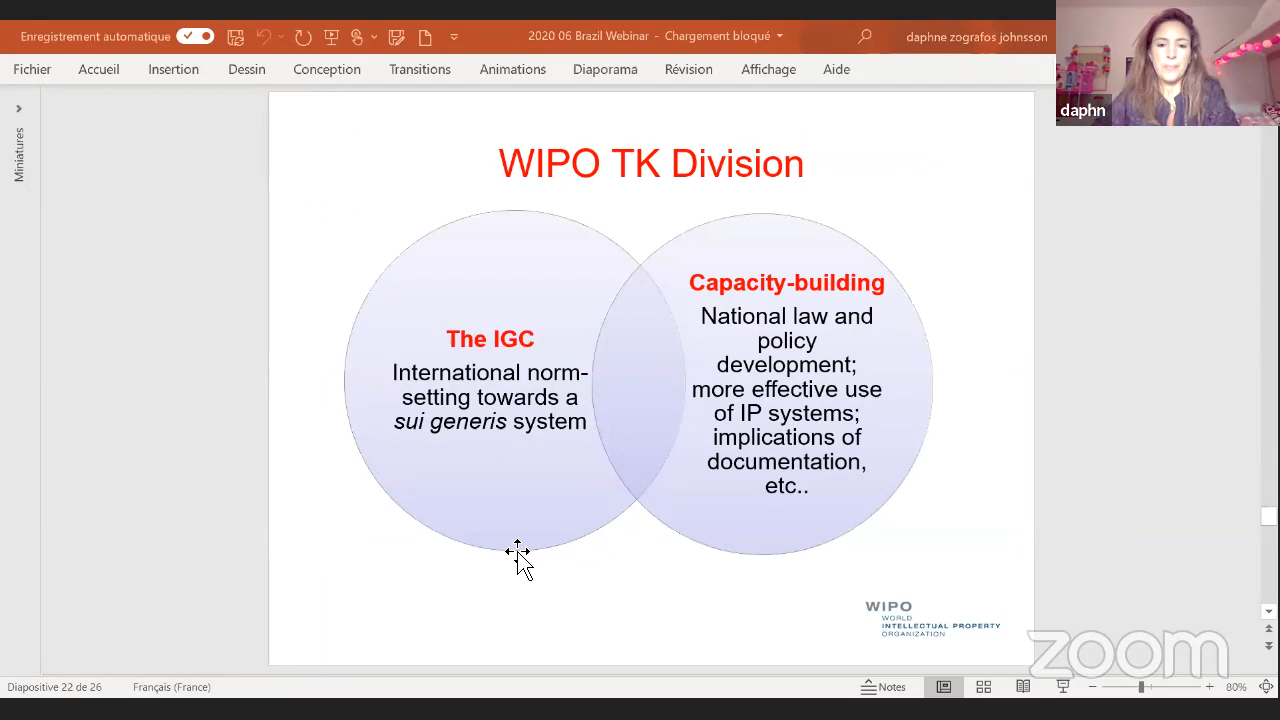 Enregistrement automatique
2020 06 Brazil Webinar - Chargement bloqué
daphne zografos johnsson
Fichier Accueil Insertion Dessin Conception Transitions Animations Diaporama Révision Affichage Aide
daphn
Miniatures
WIPO TK Division
The IGC
International norm-
setting towards a
sui generis system
Capacity-building
National law and
policy
development;
more effective use
of IP systems;
implications of
documentation,
etc..
WIPO
WORLD
INTELLECTUAL PROPERTY
ORGANIZATION
zoom
Diapositive 22 de 26 Français (France) Notes 80%